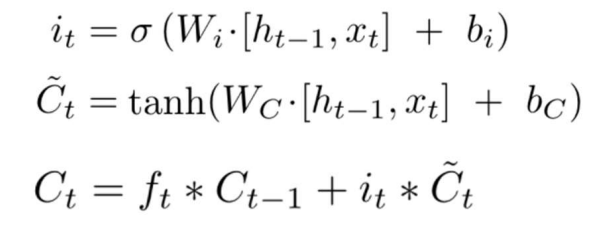 i_t = σ (W_i·[h_{t−1}, x_t] + b_i)
C̃_t = tanh(W_C·[h_{t−1}, x_t] + b_C)
C_t = f_t * C_{t−1} + i_t * C̃_t